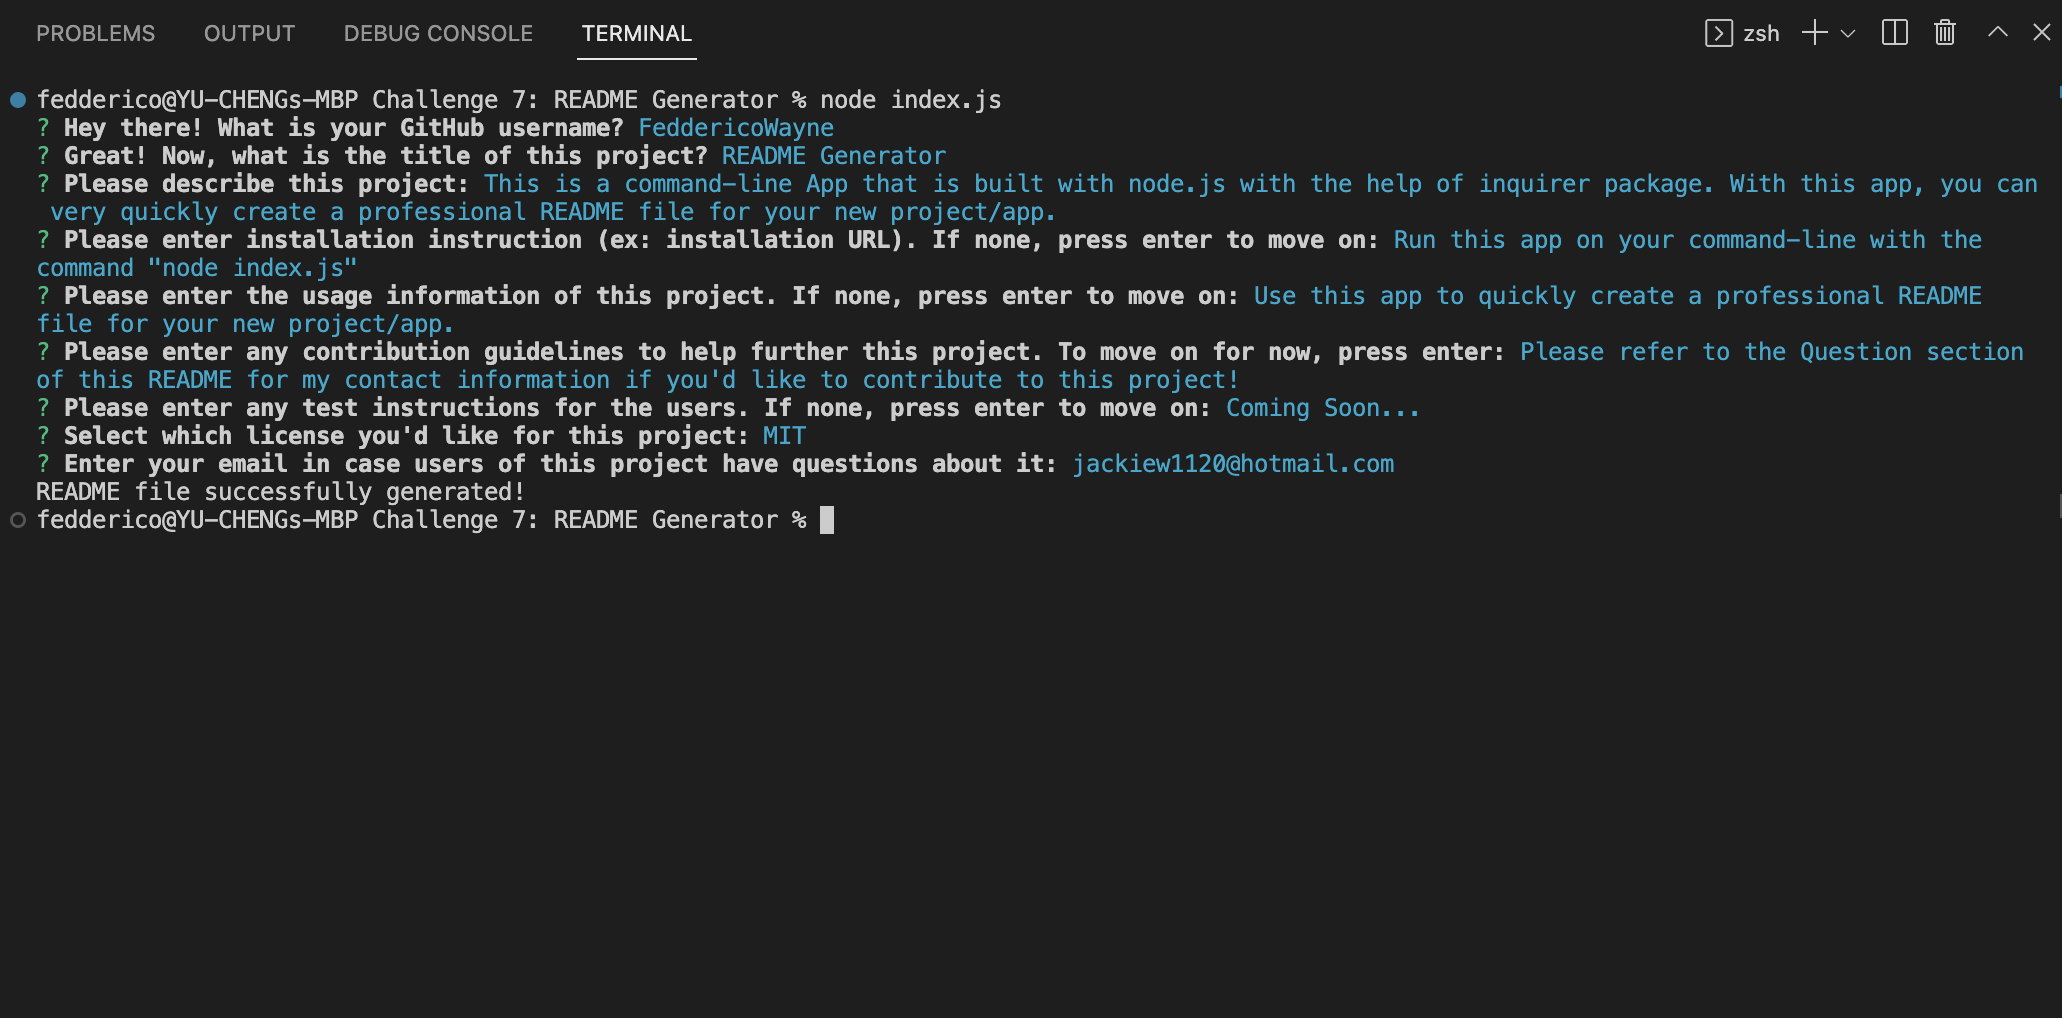 PROBLEMS OUTPUT DEBUG CONSOLE TERMINAL zsh
fedderico@YU-CHENGs-MBP Challenge 7: README Generator % node index.js
? Hey there! What is your GitHub username? FeddericoWayne
? Great! Now, what is the title of this project? README Generator
? Please describe this project: This is a command-line App that is built with node.js with the help of inquirer package. With this app, you can
very quickly create a professional README file for your new project/app.
? Please enter installation instruction (ex: installation URL). If none, press enter to move on: Run this app on your command-line with the
command "node index.js"
? Please enter the usage information of this project. If none, press enter to move on: Use this app to quickly create a professional README
file for your new project/app.
? Please enter any contribution guidelines to help further this project. To move on for now, press enter: Please refer to the Question section
of this README for my contact information if you'd like to contribute to this project!
? Please enter any test instructions for the users. If none, press enter to move on: Coming Soon...
? Select which license you'd like for this project: MIT
? Enter your email in case users of this project have questions about it: jackiew1120@hotmail.com
README file successfully generated!
fedderico@YU-CHENGs-MBP Challenge 7: README Generator %